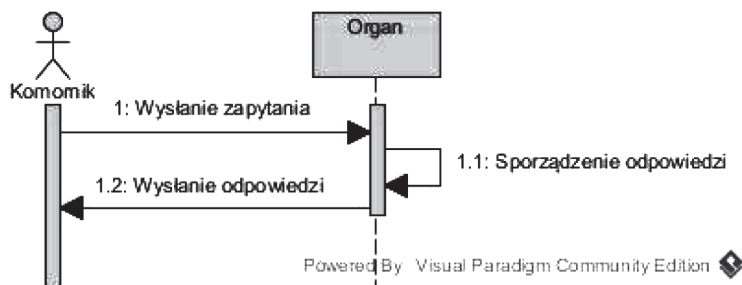 Organ
Komornik
1: Wysłanie zapytania
1.1: Sporządzenie odpowiedzi
1.2: Wysłanie odpowiedzi
Powered By Visual Paradigm Community Edition